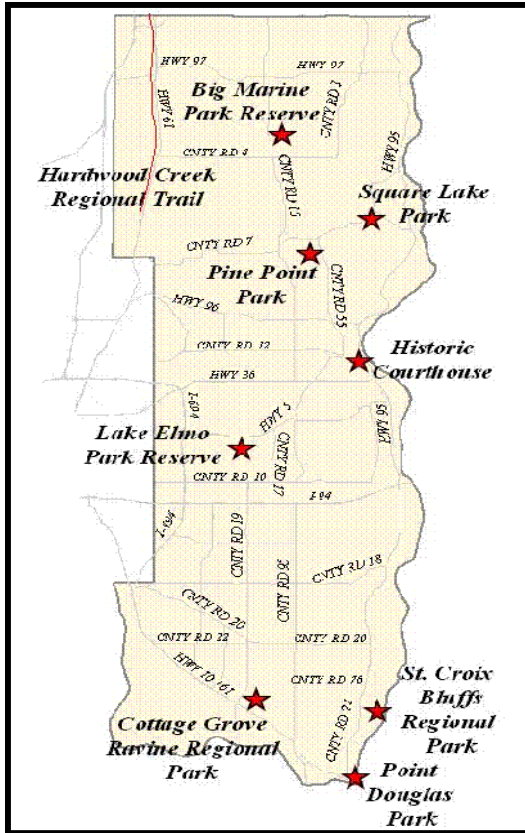 HWY 97
HWY 97
HWY 61
Big Marine
Park Reserve
CNTY RD 3
CNTY RD 4
HWY 95
Hardwood Creek
Regional Trail
CNTY RD 15
Square Lake
Park
CNTY RD 7
Pine Point
Park
CNTY RD 55
HWY 96
CNTY RD 12
Historic
Courthouse
HWY 36
I-694
HWY 5
HWY 95
Lake Elmo
Park Reserve
CNTY RD 17
CNTY RD 10
I-94
I-494
CNTY RD 19
CNTY RD 18
CNTY RD 20
CNTY RD 22
CNTY RD 20
HWY 10
CNTY RD 76
St. Croix
Bluffs
Regional
Park
CNTY RD 21
Cottage Grove
Ravine Regional
Park
Point
Douglas
Park